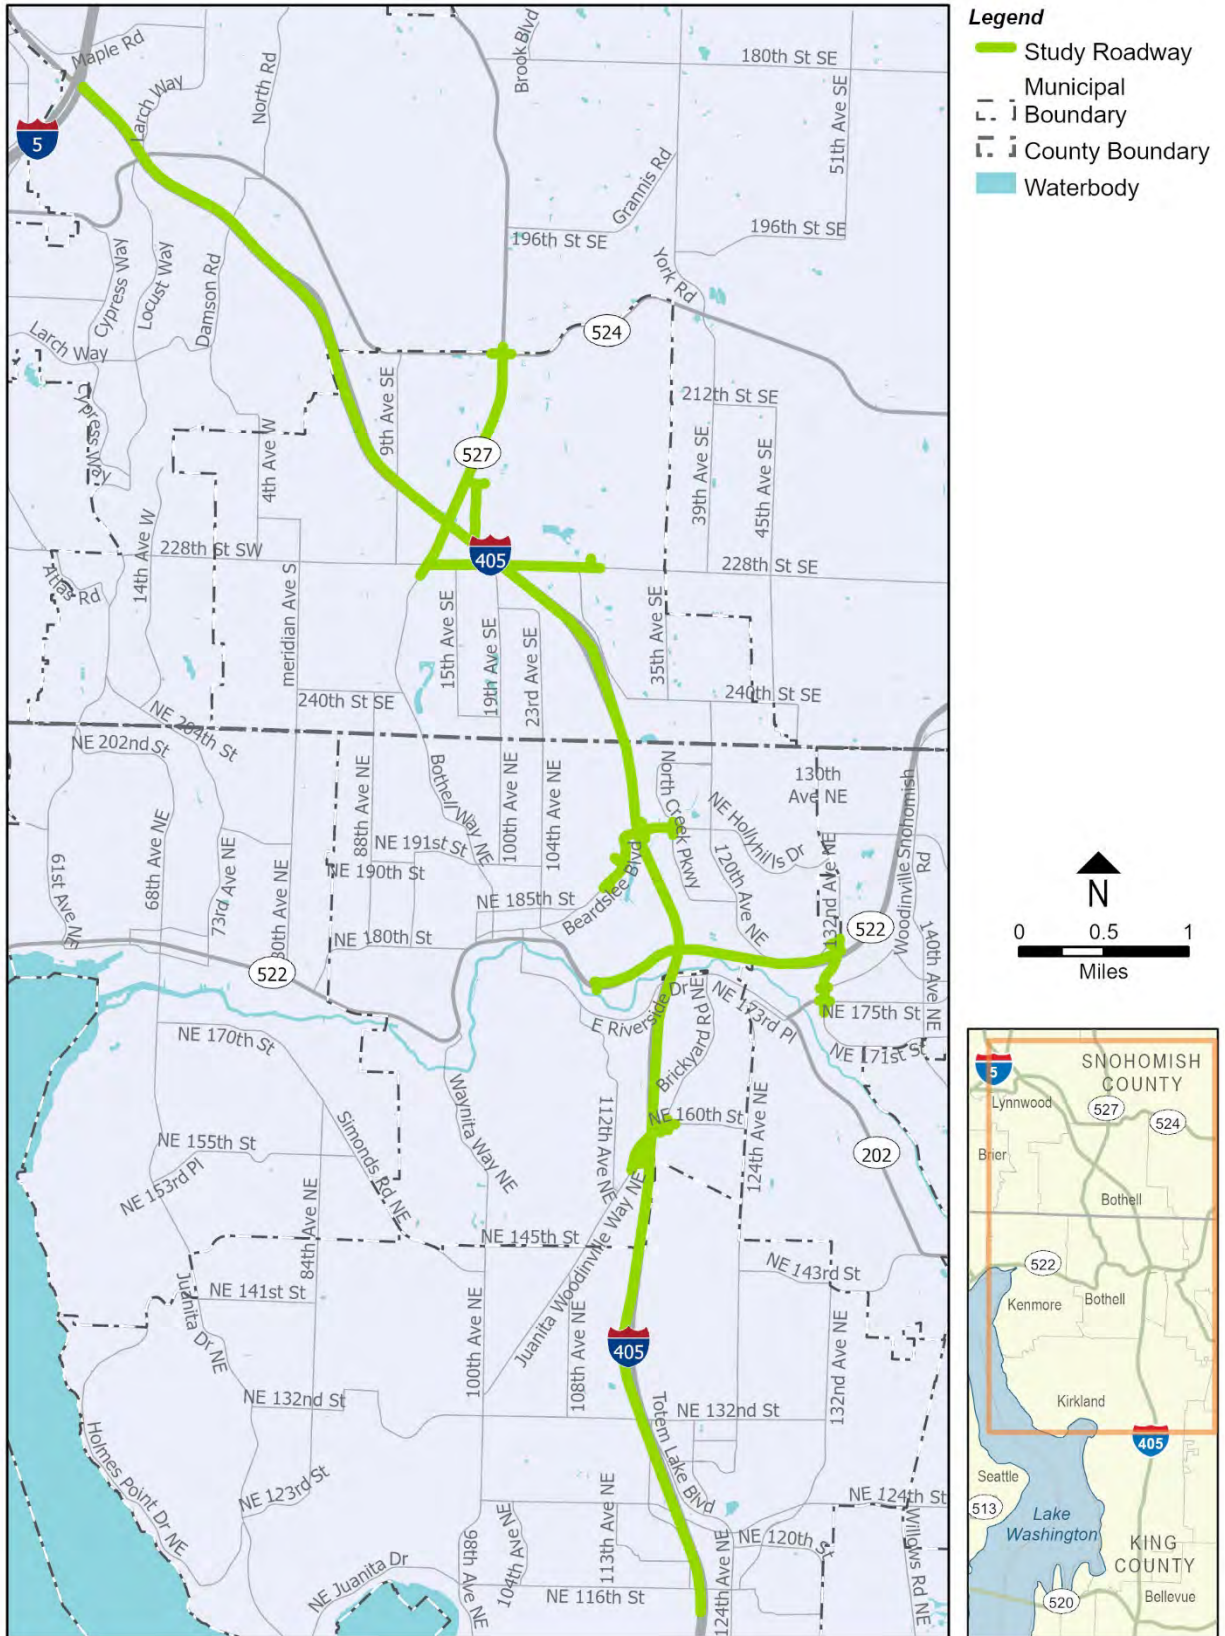 Legend
Study Roadway
Municipal
Boundary
County Boundary
Waterbody
N
0 0.5 1
Miles
Maple Rd
Larch Way
North Rd
Brook Blvd
180th St SE
51th Ave SE
5
Grannis Rd
196th St SE
196th St SE
York Rd
Cypress Way
Locust Way
Damson Rd
524
Larch Way
Cypress Way
9th Ave SE
212th St SE
4th Ave W
527
39th Ave SE
45th Ave SE
14th Ave W
228th St SW
405
228th St SE
Atlas Rd
meridian Ave S
15th Ave SE
19th Ave SE
23rd Ave SE
35th Ave SE
240th St SE
240th St SE
NE 204th St
NE 202nd St
Bothell Way NE
88th Ave NE
100th Ave NE
104th Ave NE
North Creek Pkwy
130th
Ave NE
NE Hollyhills Dr
Woodinville Snohomish
Rd
61st Ave NE
68th Ave NE
73rd Ave NE
80th Ave NE
NE 191st St
NE 190th St
NE 185th St
Beardslee Blvd
120th Ave NE
132nd Ave NE
140th Ave NE
NE 180th St
522
522
E Riverside Dr
Brickyard Rd NE
NE 173rd Pl
NE 175th St
NE 171st St
NE 170th St
Simonds Rd NE
Waynita Way NE
112th Ave NE
NE 160th St
124th Ave NE
202
NE 155th St
NE 153rd Pl
84th Ave NE
NE 145th St
Juanita Woodinville Way NE
NE 143rd St
NE 141st St
Juanita Dr NE
100th Ave NE
108th Ave NE
405
132nd Ave NE
NE 132nd St
NE 132nd St
Totem Lake Blvd
Holmes Point Dr NE
NE 123rd St
NE 124th St
98th Ave NE
104th Ave NE
113th Ave NE
NE 120th St
124th Ave NE
Willows Rd NE
NE Juanita Dr
NE 116th St
5
SNOHOMISH
COUNTY
Lynnwood
527
524
Brier
Bothell
522
Kenmore
Bothell
Kirkland
405
Seattle
513
Lake
Washington
KING
COUNTY
520
Bellevue